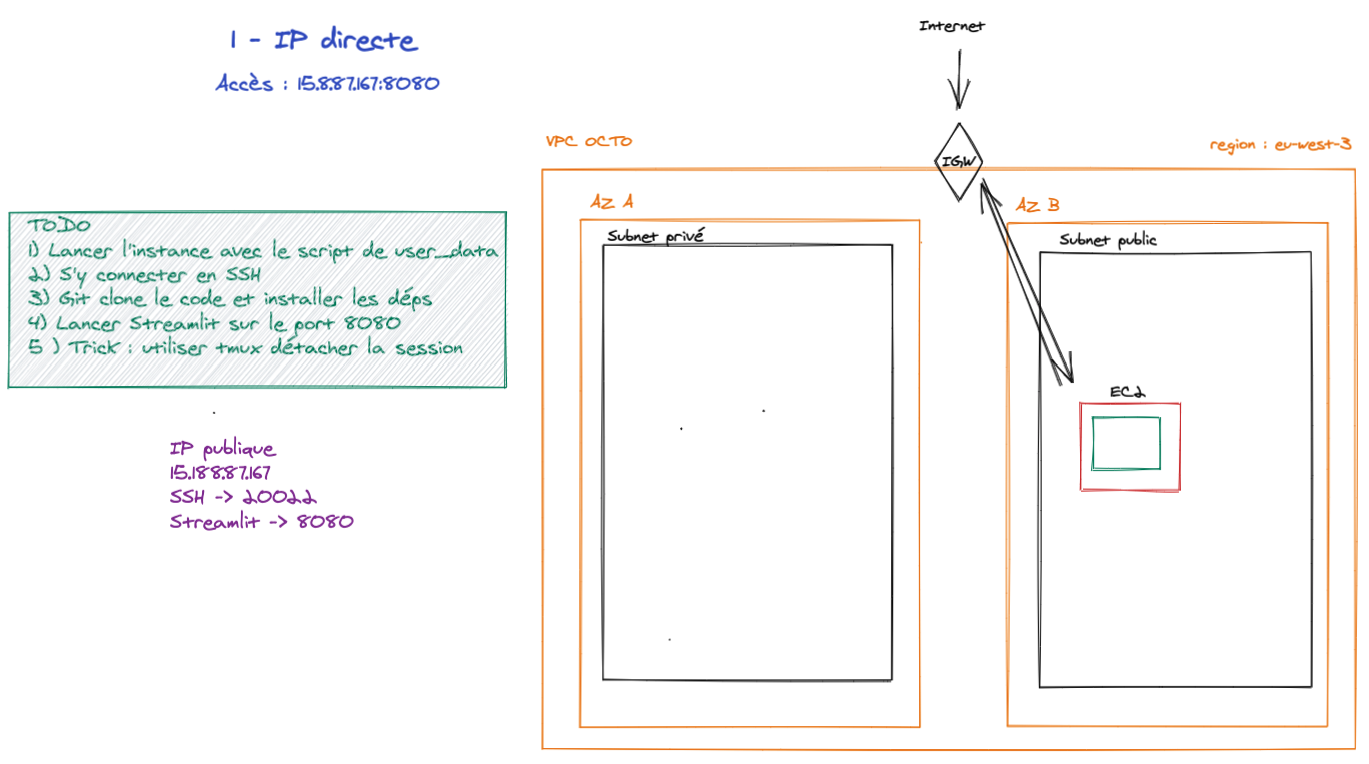 1 - IP directe
Accès : 15.8.87.167:8080
TODO
1) Lancer l'instance avec le script de user_data
2) S'y connecter en SSH
3) Git clone le code et installer les déps
4) Lancer Streamlit sur le port 8080
5 ) Trick : utiliser tmux détacher la session
IP publique
15.188.87.167
SSH -> 20022
Streamlit -> 8080
Internet
IGW
VPC OCTO
region : eu-west-3
AZ A
Subnet privé
AZ B
Subnet public
EC2